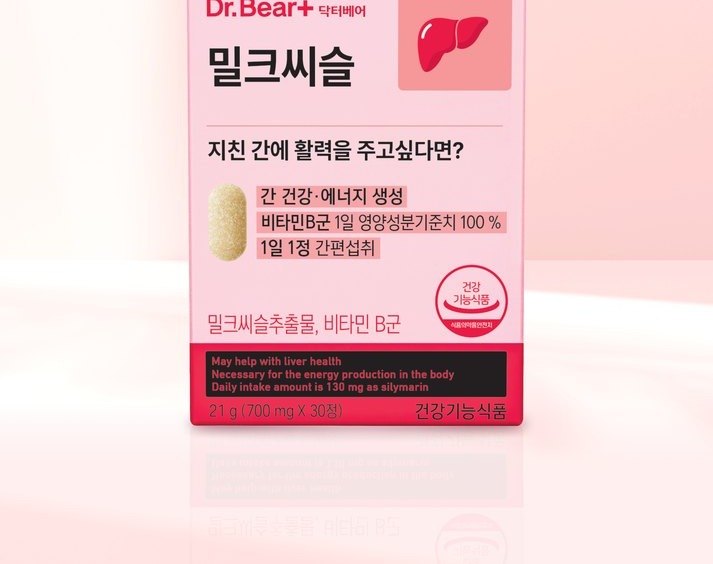 Dr.Bear+ 닥터베어
밀크씨슬
지친 간에 활력을 주고싶다면?
간 건강·에너지 생성
비타민B군 1일 영양성분기준치 100 %
1일 1정 간편섭취
건강
기능식품
식품의약품안전처
밀크씨슬추출물, 비타민 B군
May help with liver health
Necessary for the energy production in the body
Daily intake amount is 130 mg as silymarin
21 g (700 mg X 30정)
건강기능식품